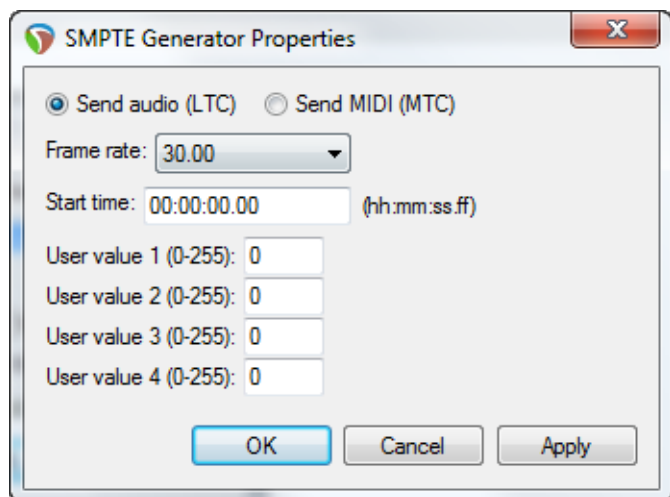 SMPTE Generator Properties
Send audio (LTC) Send MIDI (MTC)
Frame rate: 30.00
Start time: 00:00:00.00 (hh:mm:ss.ff)
User value 1 (0-255): 0
User value 2 (0-255): 0
User value 3 (0-255): 0
User value 4 (0-255): 0
OK Cancel Apply